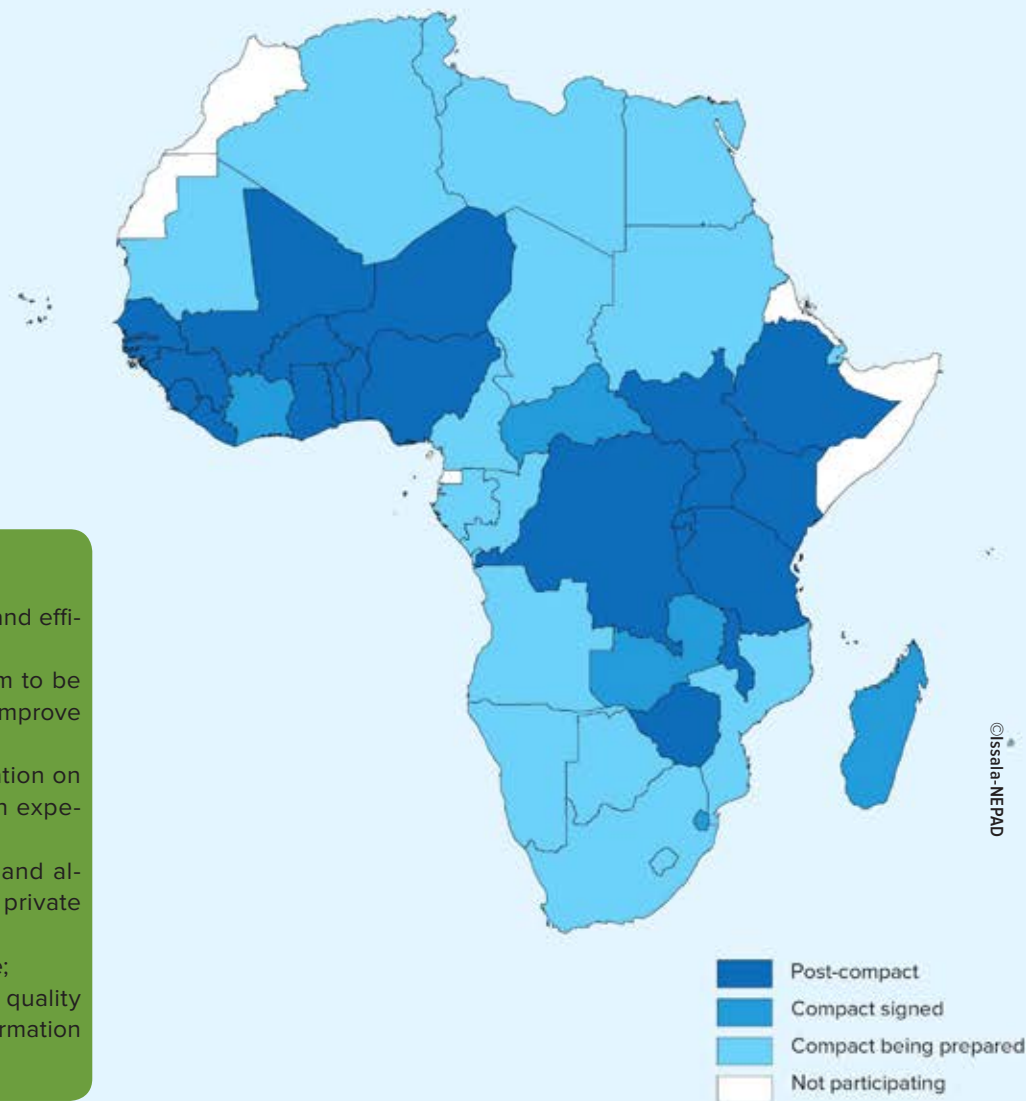 and effi-
m to be
mprove
ation on
n expe-
and al-
private
e;
quality
rmation
©Issala-NEPAD
Post-compact
Compact signed
Compact being prepared
Not participating